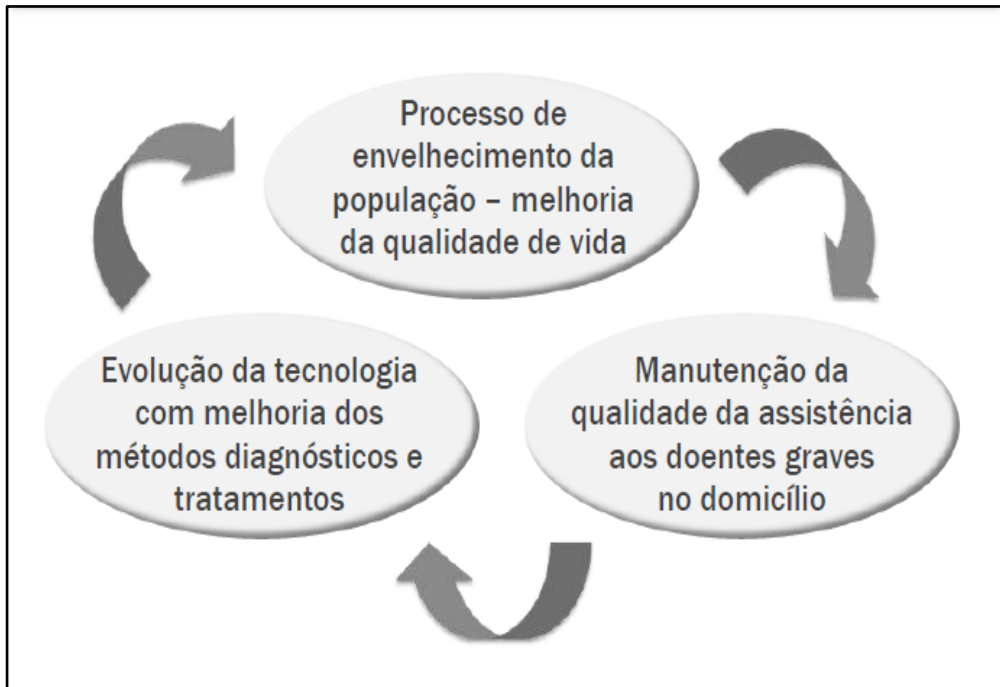 Processo de
envelhecimento da
população – melhoria
da qualidade de vida
Evolução da tecnologia
com melhoria dos
métodos diagnósticos e
tratamentos
Manutenção da
qualidade da assistência
aos doentes graves
no domicílio